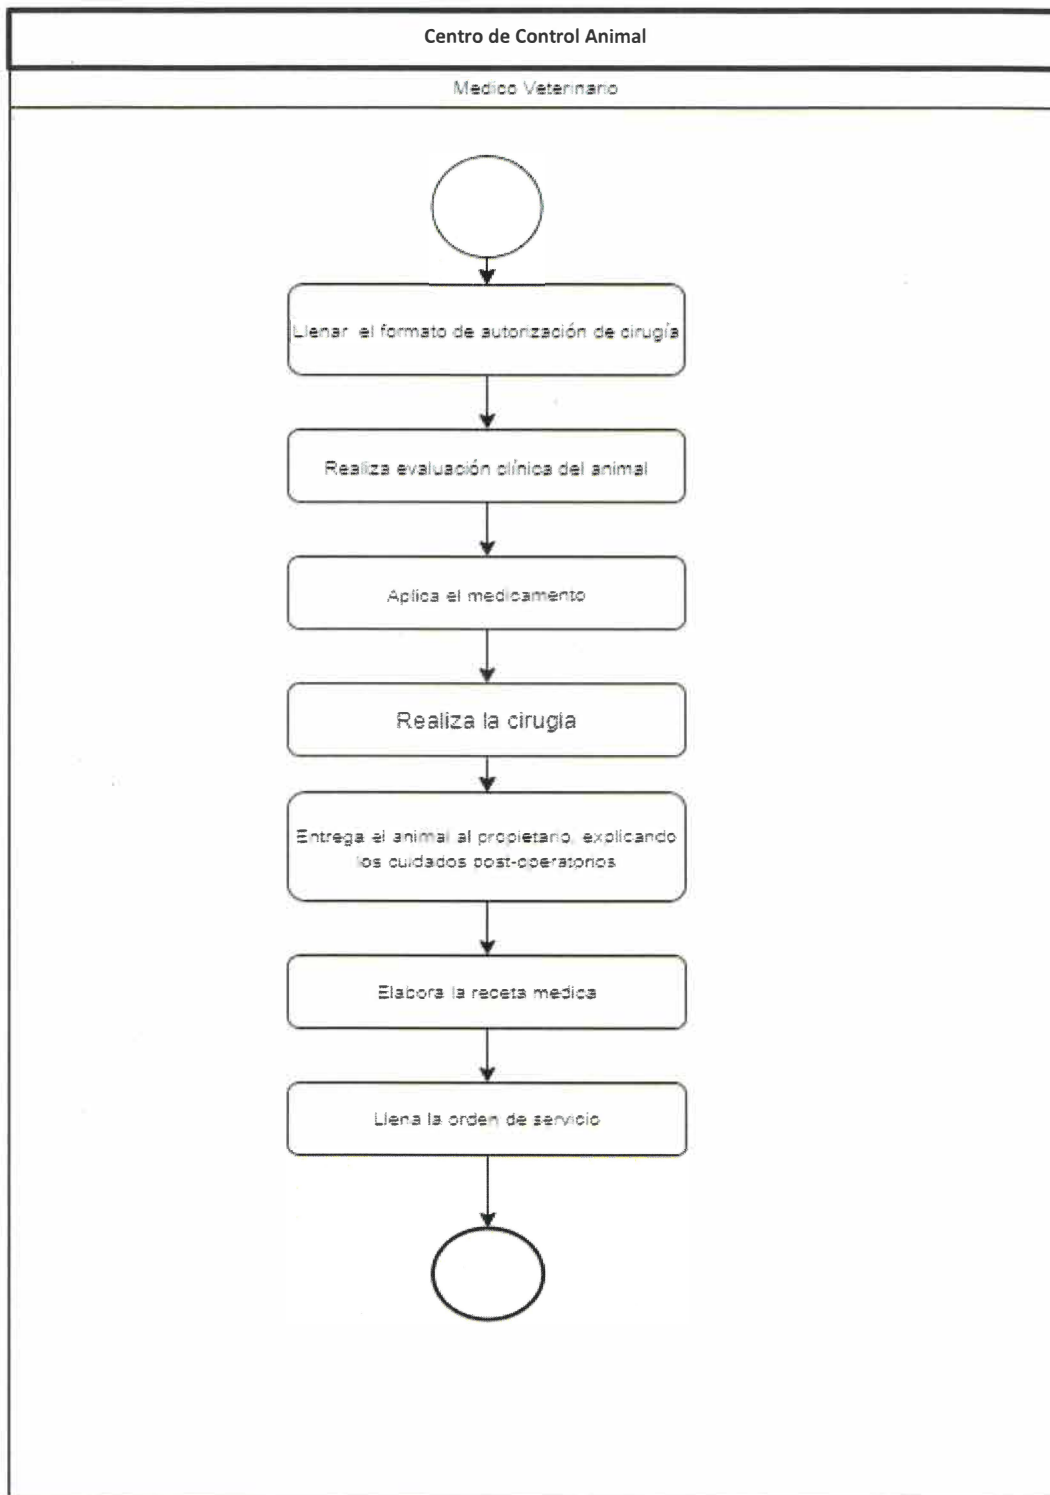 Centro de Control Animal
Medico Veterinario
Llenar el formato de autorización de cirugía
Realiza evaluación clínica del animal
Aplica el medicamento
Realiza la cirugía
Entrega el animal al propietario, explicando
los cuidados post-operatorios
Elabora la receta medica
Llena la orden de servicio